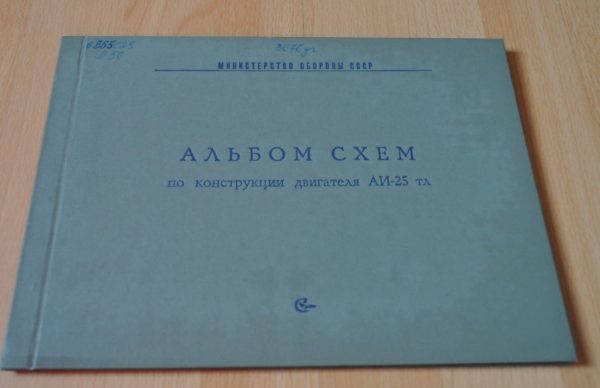 МИНИСТЕРСТВО ОБОРОНЫ СССР
АЛЬБОМ СХЕМ
по конструкции двигателя АИ-25 тл